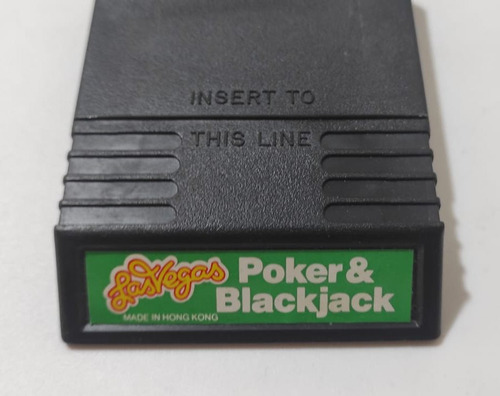 INSERT TO
THIS LINE
Las Vegas
Poker &
Blackjack
MADE IN HONG KONG